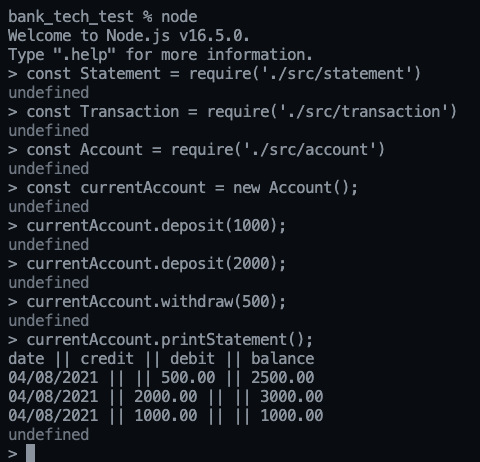 bank_tech_test % node
Welcome to Node.js v16.5.0.
Type ".help" for more information.
> const Statement = require('./src/statement')
undefined
> const Transaction = require('./src/transaction')
undefined
> const Account = require('./src/account')
undefined
> const currentAccount = new Account();
undefined
> currentAccount.deposit(1000);
undefined
> currentAccount.deposit(2000);
undefined
> currentAccount.withdraw(500);
undefined
> currentAccount.printStatement();
date || credit || debit || balance
04/08/2021 || || 500.00 || 2500.00
04/08/2021 || 2000.00 || || 3000.00
04/08/2021 || 1000.00 || || 1000.00
undefined
>